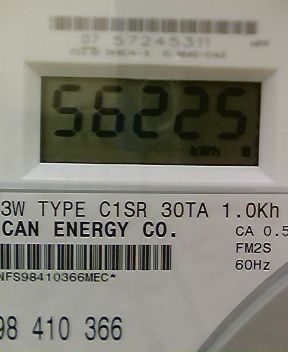 07 57245311
56225
kWh
3W TYPE C1SR 30TA 1.0Kh
CAN ENERGY CO.
CA 0.5
FM2S
60Hz
NFS98410366MEC*
98 410 366